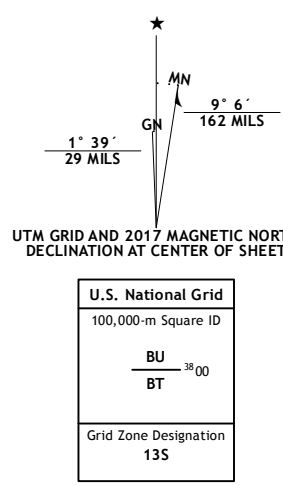 MN
GN
9° 6´
162 MILS
1° 39´
29 MILS
UTM GRID AND 2017 MAGNETIC NORT
DECLINATION AT CENTER OF SHEET
U.S. National Grid
100,000-m Square ID
BU
3800
BT
Grid Zone Designation
13S